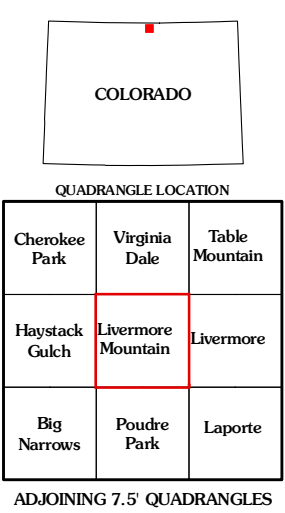 COLORADO
QUADRANGLE LOCATION
Cherokee
Park
Virginia
Dale
Table
Mountain
Haystack
Gulch
Livermore
Mountain
Livermore
Big
Narrows
Poudre
Park
Laporte
ADJOINING 7.5' QUADRANGLES